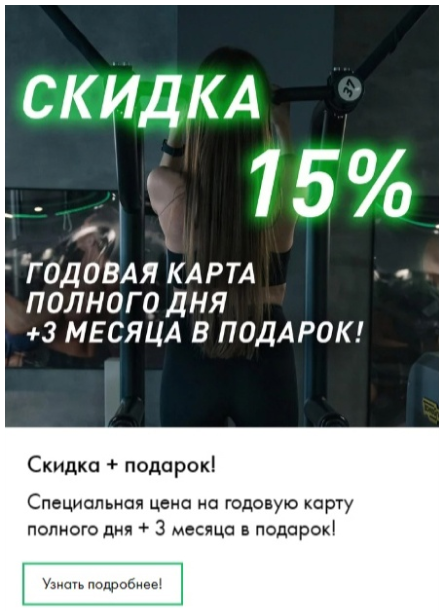 СКИДКА
37
15%
ГОДОВАЯ КАРТА
ПОЛНОГО ДНЯ
+3 МЕСЯЦА В ПОДАРОК!
Скидка + подарок!
Специальная цена на годовую карту
полного дня + 3 месяца в подарок!
Узнать подробнее!